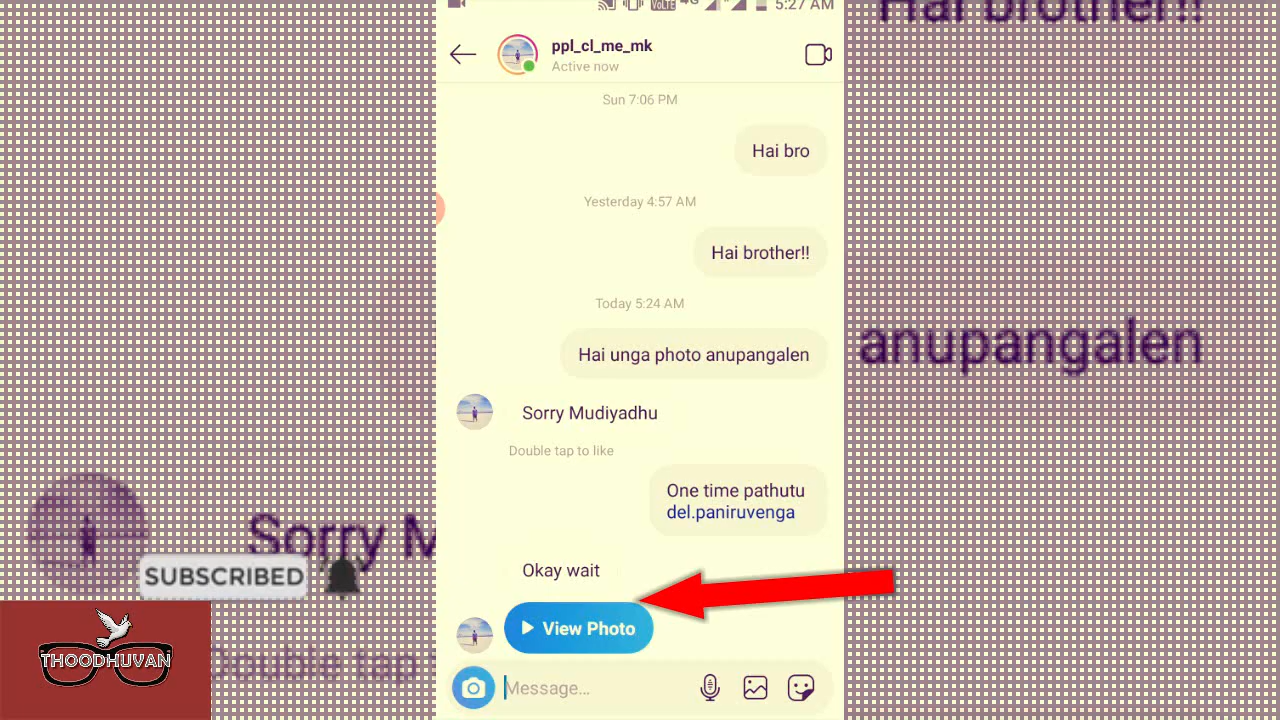 VoLTE 4G 5:27 AM
Hai brother!!
ppl_cl_me_mk
Active now
Sun 7:06 PM
Hai bro
Yesterday 4:57 AM
Hai brother!!
Today 5:24 AM
Hai unga photo anupangalen
anupangalen
Sorry Mudiyadhu
Double tap to like
One time pathutu
del.paniruvenga
Sorry M
SUBSCRIBED
Okay wait
View Photo
THOODHUVAN
Double tap
Message...